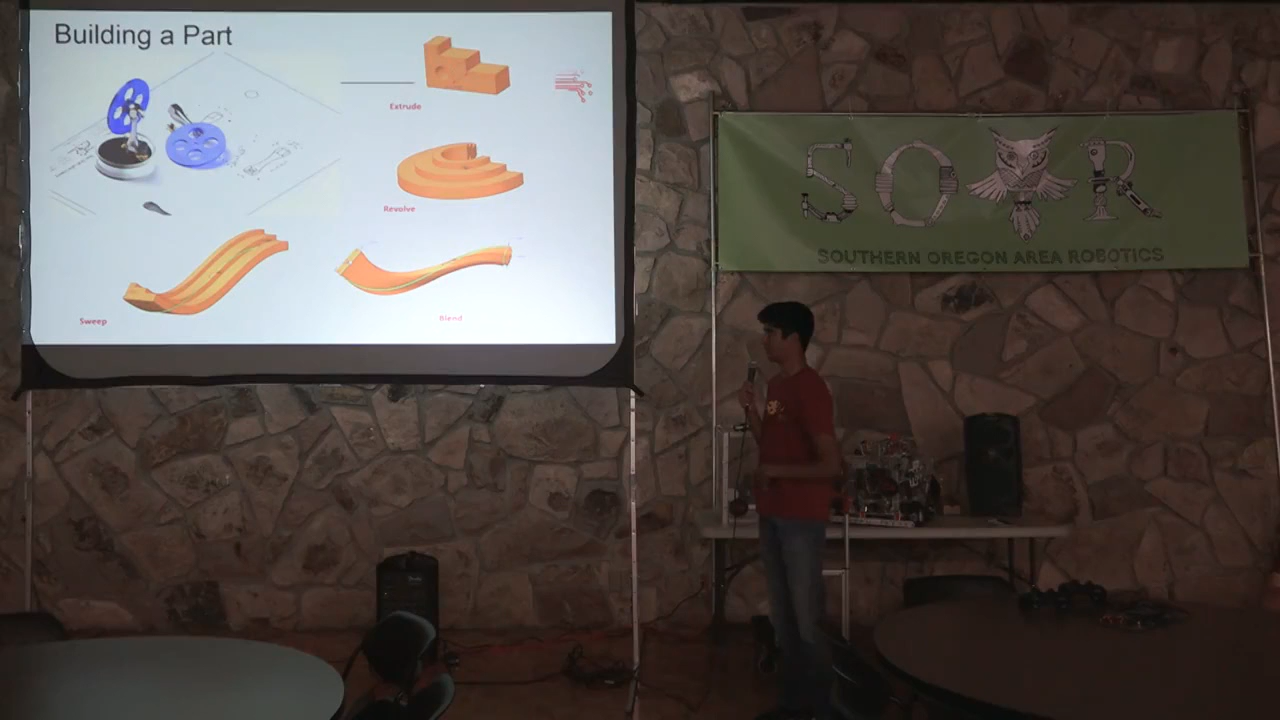 Building a Part
Extrude
Revolve
Sweep
Blend
SOAR
SOUTHERN OREGON AREA ROBOTICS